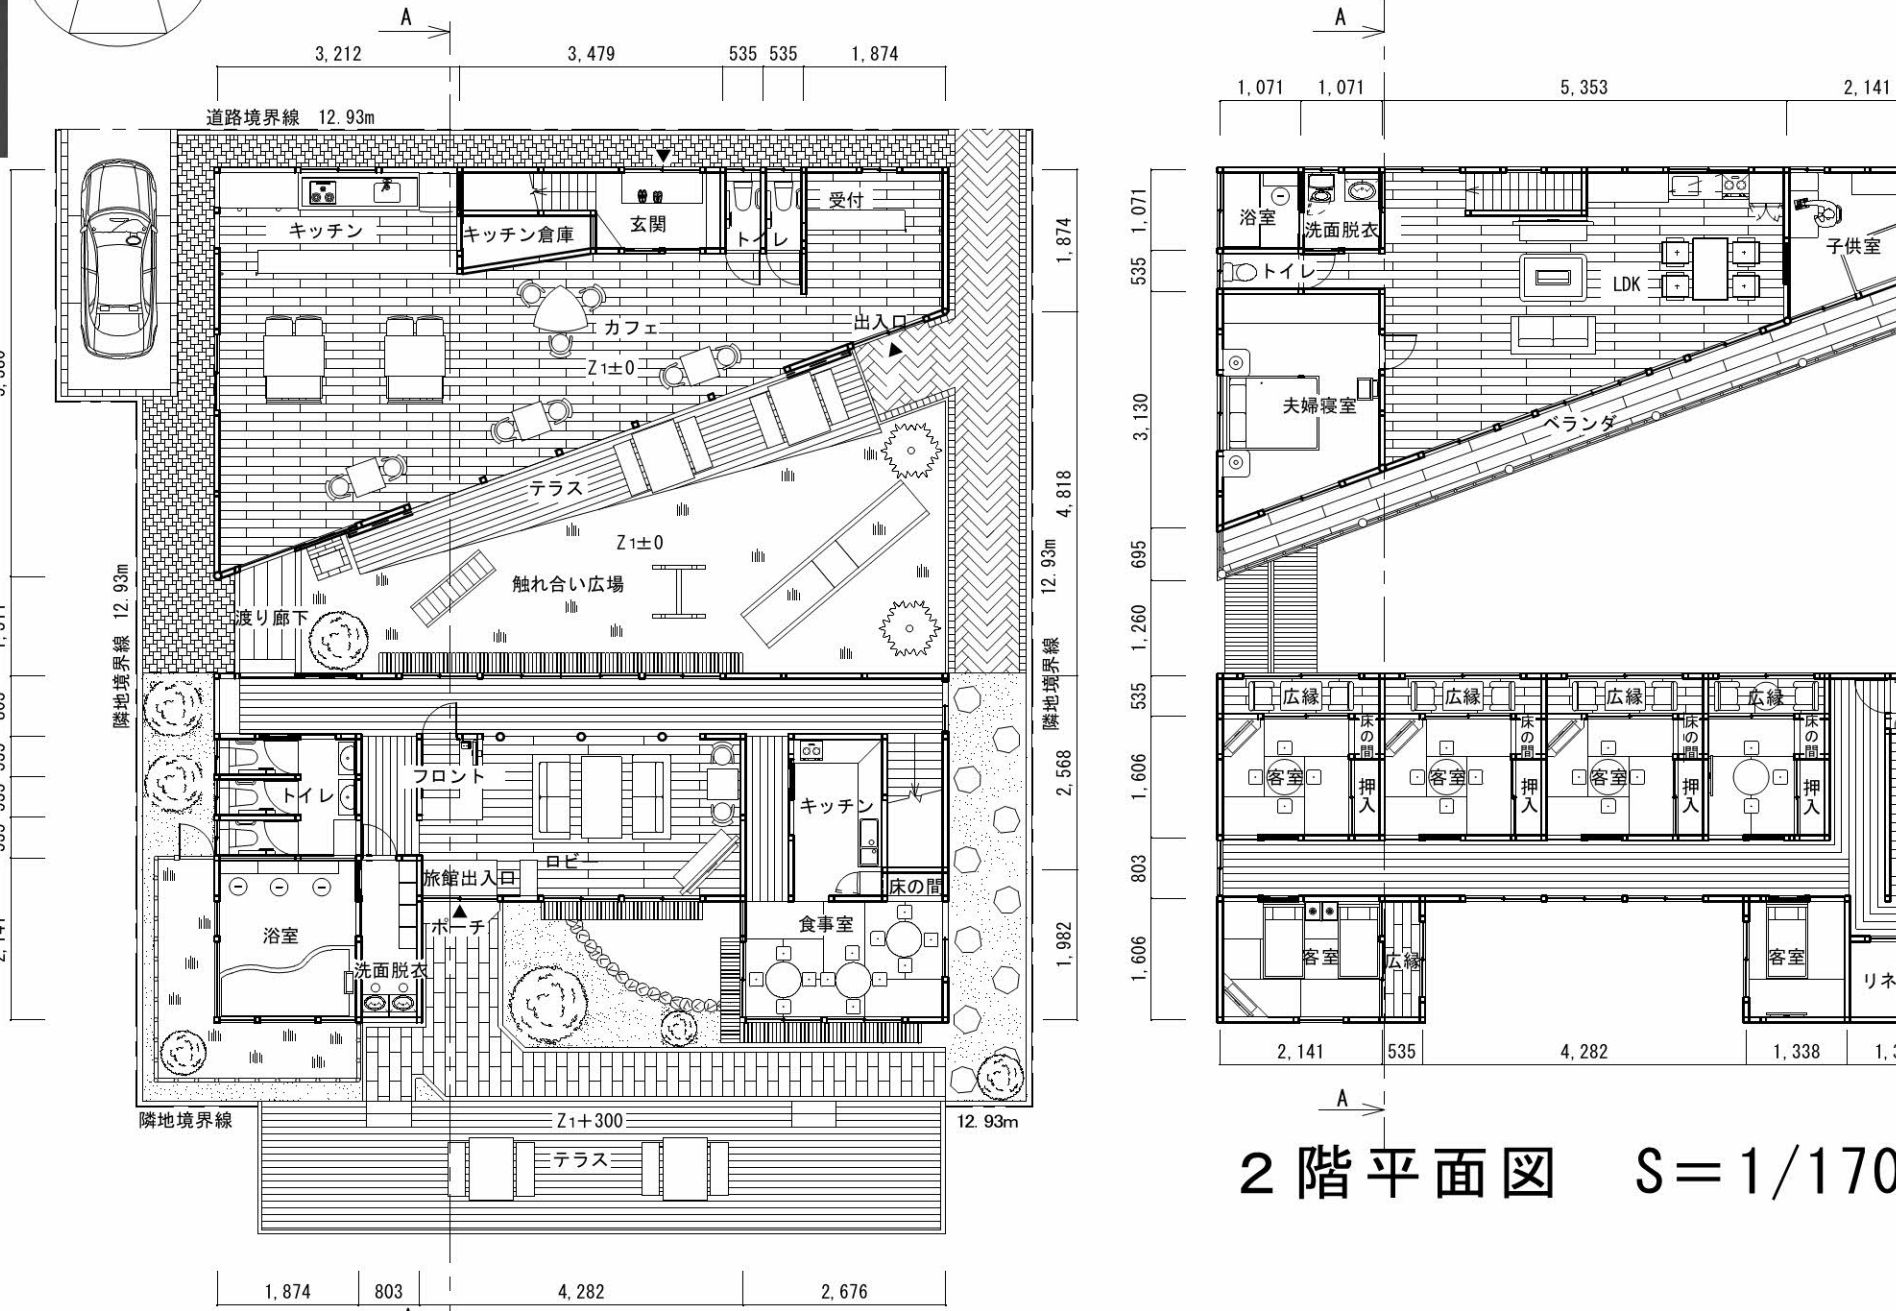 A
3,212
3,479
535
535
1,874
道路境界線 12.93m
キッチン
キッチン倉庫
玄関
トイレ
受付
カフェ
出入口
Z1±0
テラス
Z1±0
触れ合い広場
渡り廊下
隣地境界線 12.93m
1,874
4,818
12.93m
隣地境界線
2,568
1,982
フロント
トイレ
キッチン
ロビー
旅館出入口
床の間
ポーチ
食事室
浴室
洗面脱衣
隣地境界線
Z1+300
12.93m
テラス
1,874
803
4,282
2,676
A
1,071
1,071
5,353
2,141
1,071
535
3,130
695
1,260
535
1,606
803
1,606
浴室
洗面脱衣
トイレ
LDK
子供室
夫婦寝室
ベランダ
広縁
広縁
広縁
広縁
床の間
床の間
床の間
床の間
客室
客室
客室
押入
押入
押入
押入
客室
広縁
客室
リネ
2,141
535
4,282
1,338
A
2階平面図 S=1/170